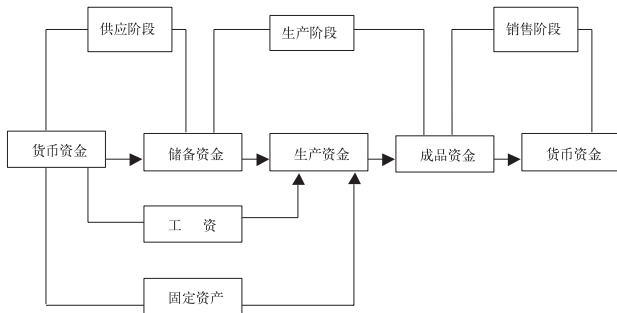 供应阶段
生产阶段
销售阶段
货币资金
储备资金
生产资金
成品资金
货币资金
工 资
固定资产